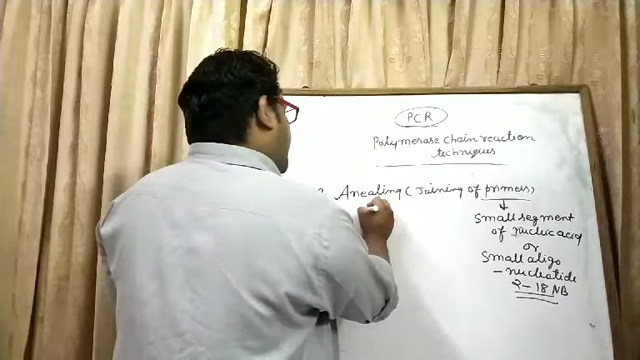 PCR
Polymerase chain reaction
techniques
2. Anealing (Joining of primers)
Small segment
of nucleic acid
or
Small oligo
- nucleotide
2-18 NB